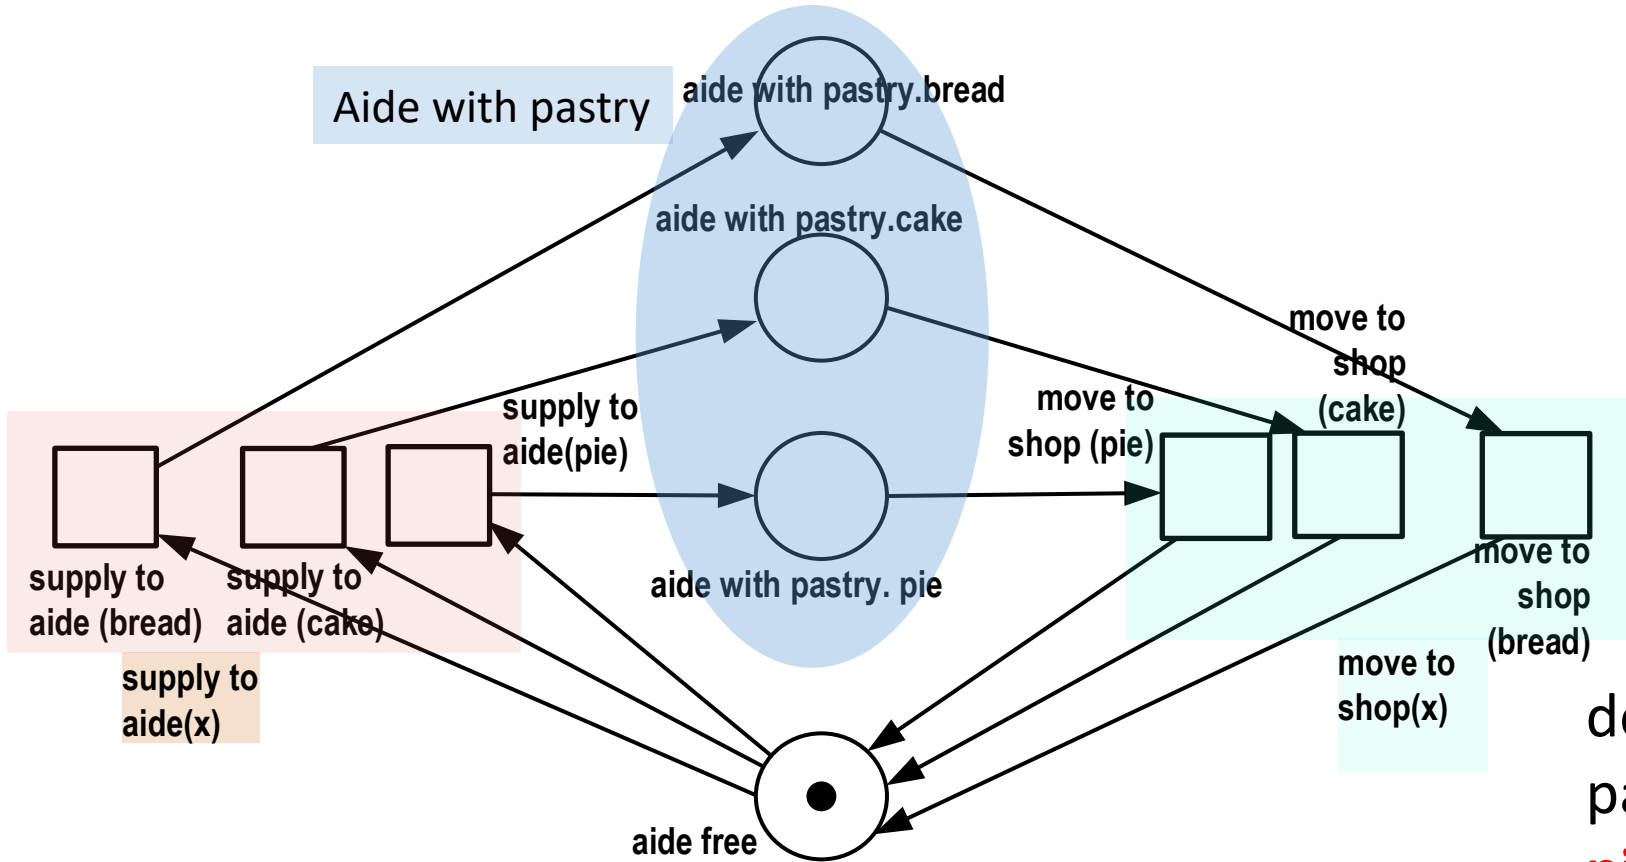 Aide with pastry
aide with pastry.bread
aide with pastry.cake
move to
shop
(cake)
supply to
aide(pie)
move to
shop (pie)
supply to
aide (bread)
supply to
aide (cake)
aide with pastry. pie
move to
shop
(bread)
supply to
aide(x)
move to
shop(x)
aide free